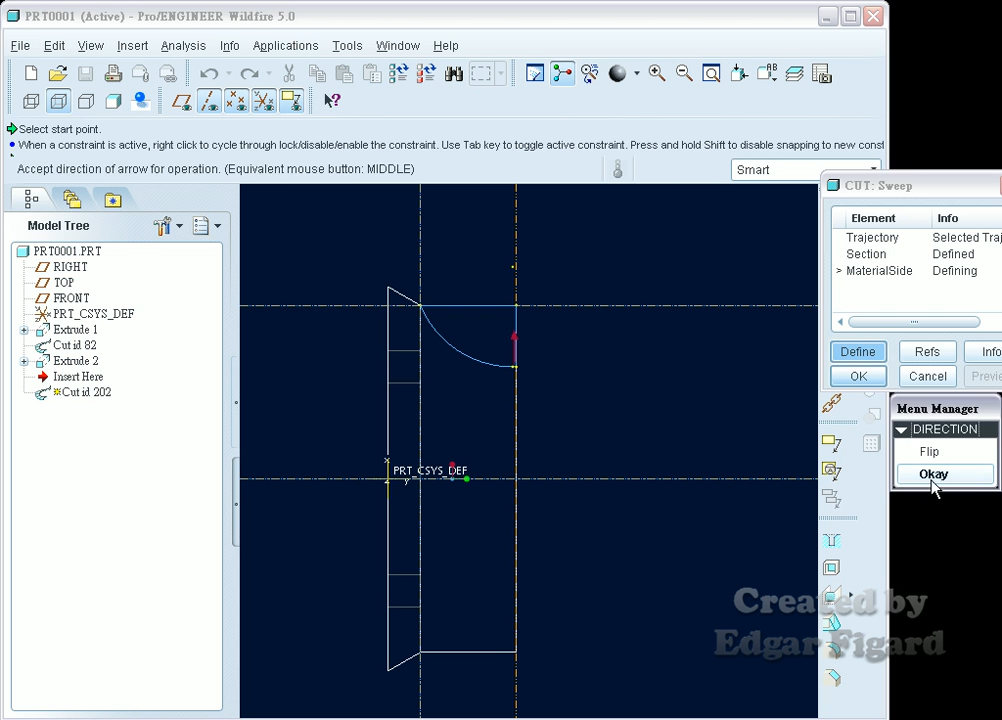 PRT0001 (Active) - Pro/ENGINEER Wildfire 5.0
File Edit View Insert Analysis Info Applications Tools Window Help
Select start point.
When a constraint is active, right click to cycle through lock/disable/enable the constraint. Use Tab key to toggle active constraint. Press and hold Shift to disable snapping to new const
Accept direction of arrow for operation. (Equivalent mouse button: MIDDLE)
Smart
Model Tree
PRT0001.PRT
RIGHT
TOP
FRONT
PRT_CSYS_DEF
Extrude 1
Cut id 82
Extrude 2
Insert Here
Cut id 202
x
PRT_CSYS_DEF
z y
CUT: Sweep
Element Info
Trajectory Selected Traj
Section Defined
> MaterialSide Defining
Define Refs Info
OK Cancel Previe
Menu Manager
DIRECTION
Flip
Okay
Created by
Edgar Figard